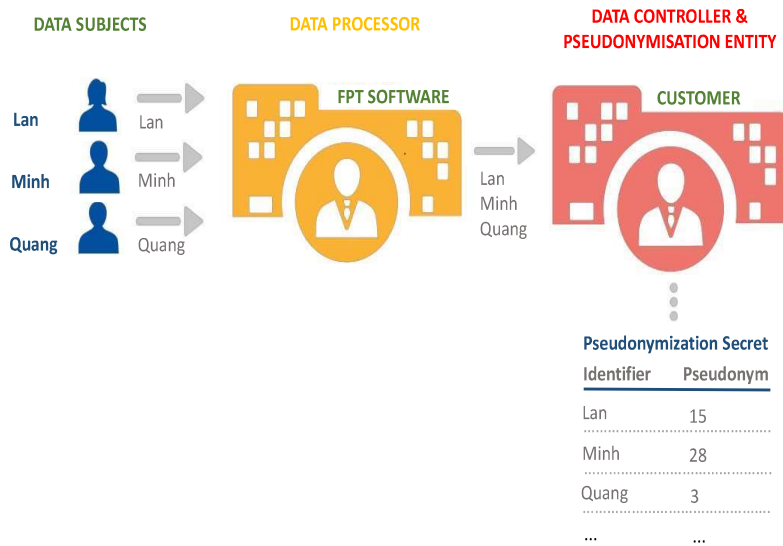 DATA SUBJECTS
DATA PROCESSOR
DATA CONTROLLER &
PSEUDONYMISATION ENTITY
FPT SOFTWARE
CUSTOMER
Lan
Lan
Minh
Minh
Quang
Quang
Lan
Minh
Quang
Pseudonymization Secret
Identifier Pseudonym
Lan 15
Minh 28
Quang 3
... ...